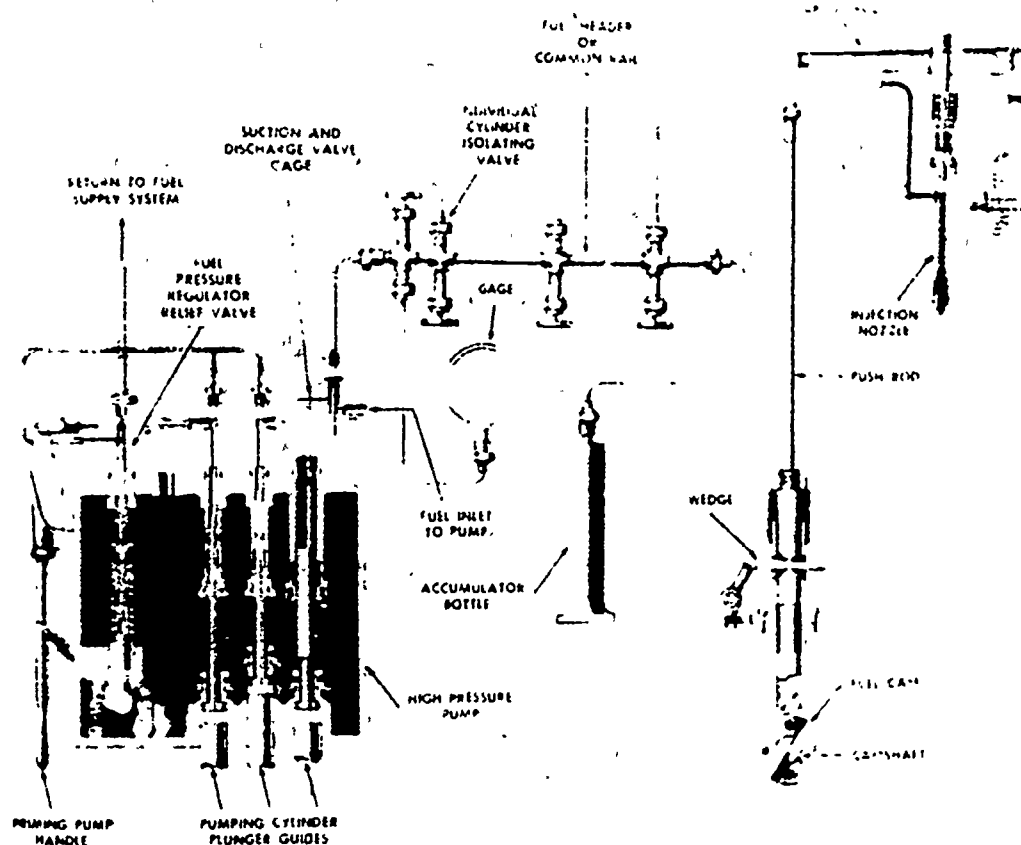 FUEL HEADER
OR
COMMON RAIL
INDIVIDUAL
CYLINDER
ISOLATING
VALVE
SUCTION AND
DISCHARGE VALVE
CAGE
RETURN TO FUEL
SUPPLY SYSTEM
FUEL
PRESSURE
REGULATOR
RELIEF VALVE
GAGE
INJECTION
NOZZLE
PUSH ROD
WEDGE
FUEL INLET
TO PUMP
ACCUMULATOR
BOTTLE
FUEL CAM
HIGH PRESSURE
PUMP
CAMSHAFT
PRIMING PUMP
HANDLE
PUMPING CYLINDER
PLUNGER GUIDES